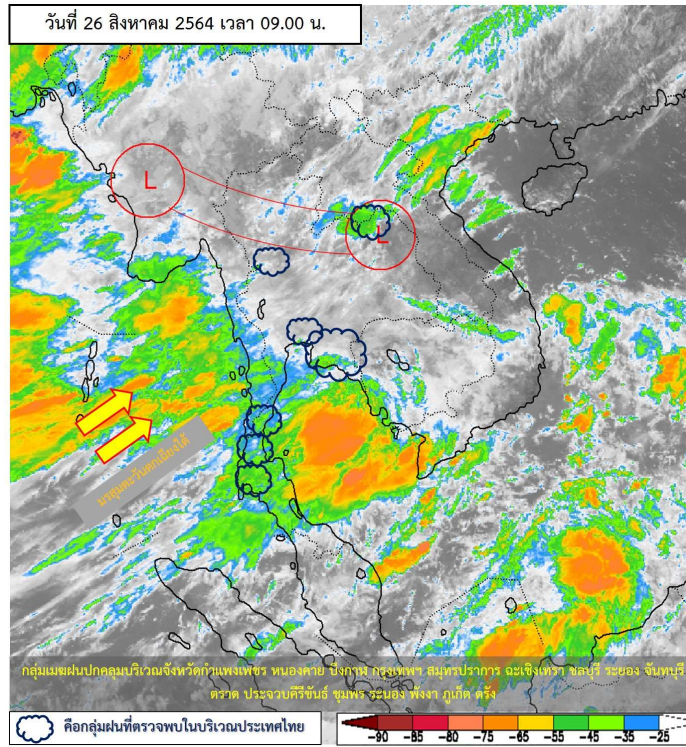 วันที่ 26 สิงหาคม 2564 เวลา 09.00 น.
L
L
มรสุมตะวันตกเฉียงใต้
กลุ่มเมฆฝนปกคลุมบริเวณจังหวัดกำแพงเพชร หนองคาย บึงกาฬ กรุงเทพฯ สมุทรปราการ ฉะเชิงเทรา ชลบุรี ระยอง จันทบุรี
ตราด ประจวบคีรีขันธ์ ชุมพร ระนอง พังงา ภูเก็ต ตรัง
คือกลุ่มฝนที่ตรวจพบในบริเวณประเทศไทย
-90 -85 -80 -75 -65 -55 -45 -35 -25